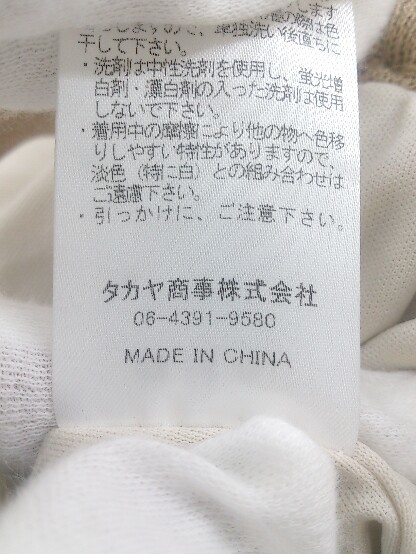 干して下さい。
・洗剤は中性洗剤を使用し、蛍光増
白剤・漂白剤の入った洗剤は使用
しないで下さい。
・着用中の摩擦により他の物へ色移
りしやすい特性がありますので、
淡色（特に白）との組み合わせは
ご遠慮下さい。
・引っかけに、ご注意下さい。
タカヤ商事株式会社
06-4391-9580
MADE IN CHINA